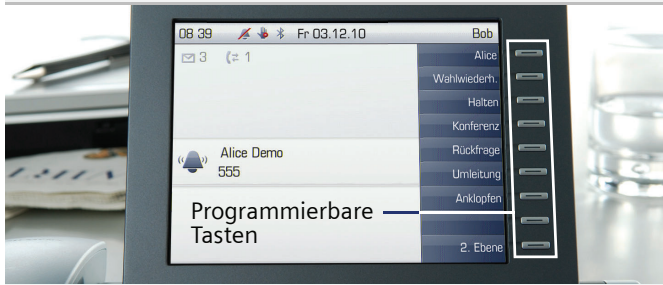 08 39 Fr 03.12.10 Bob
3 1
Alice
Wahlwiederh.
Halten
Konferenz
Rückfrage
Alice Demo
555
Umleitung
Anklopfen
Programmierbare
Tasten
2. Ebene